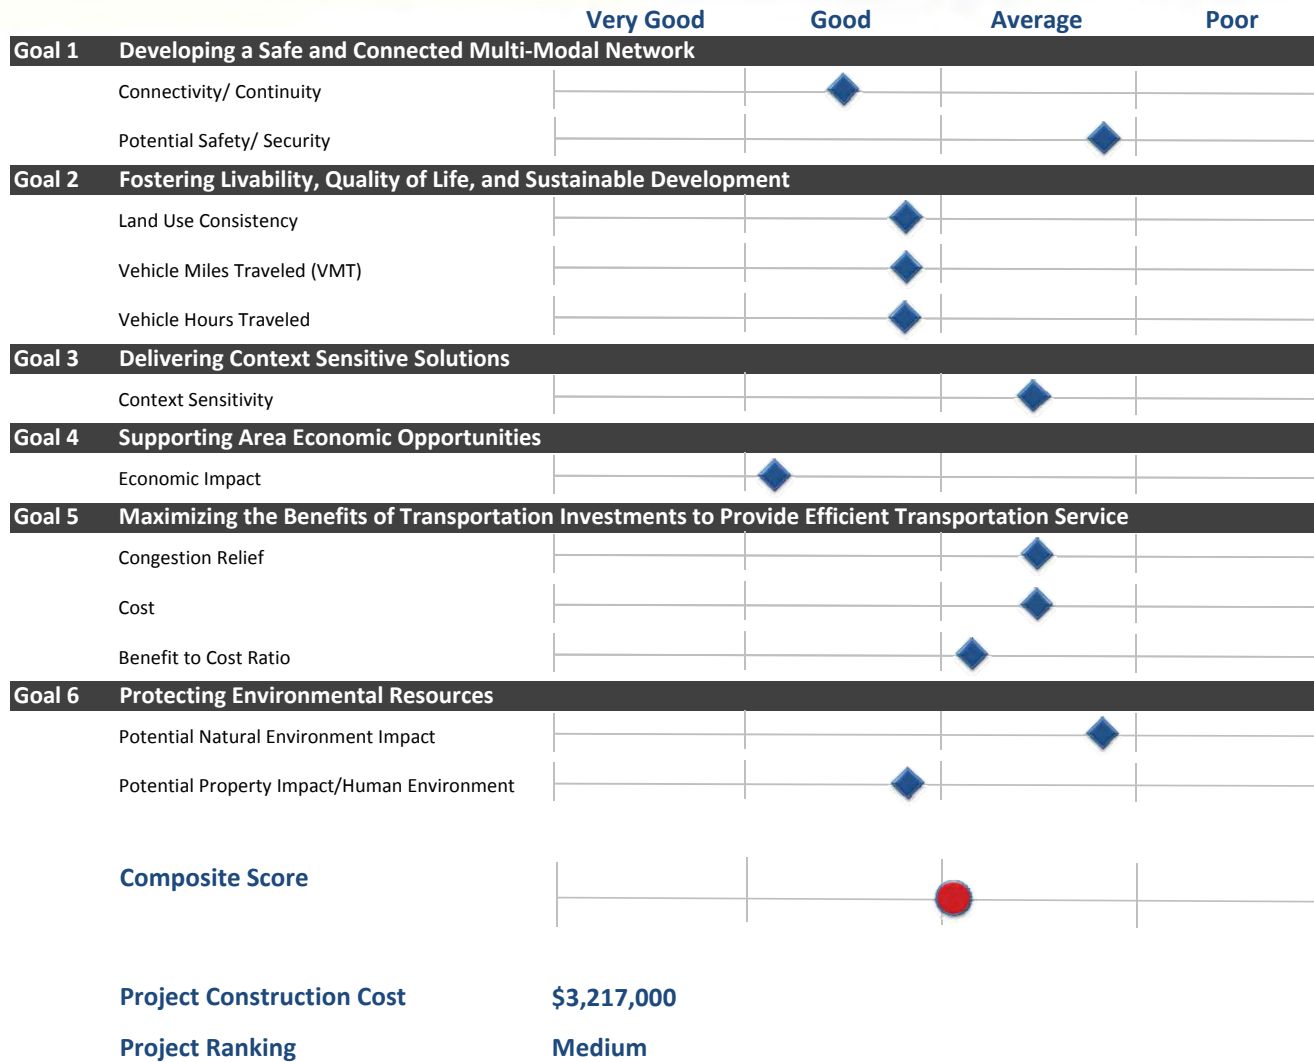 Very Good Good Average Poor
Goal 1 Developing a Safe and Connected Multi-Modal Network
Connectivity/ Continuity
Potential Safety/ Security
Goal 2 Fostering Livability, Quality of Life, and Sustainable Development
Land Use Consistency
Vehicle Miles Traveled (VMT)
Vehicle Hours Traveled
Goal 3 Delivering Context Sensitive Solutions
Context Sensitivity
Goal 4 Supporting Area Economic Opportunities
Economic Impact
Goal 5 Maximizing the Benefits of Transportation Investments to Provide Efficient Transportation Service
Congestion Relief
Cost
Benefit to Cost Ratio
Goal 6 Protecting Environmental Resources
Potential Natural Environment Impact
Potential Property Impact/Human Environment
Composite Score
Project Construction Cost $3,217,000
Project Ranking Medium